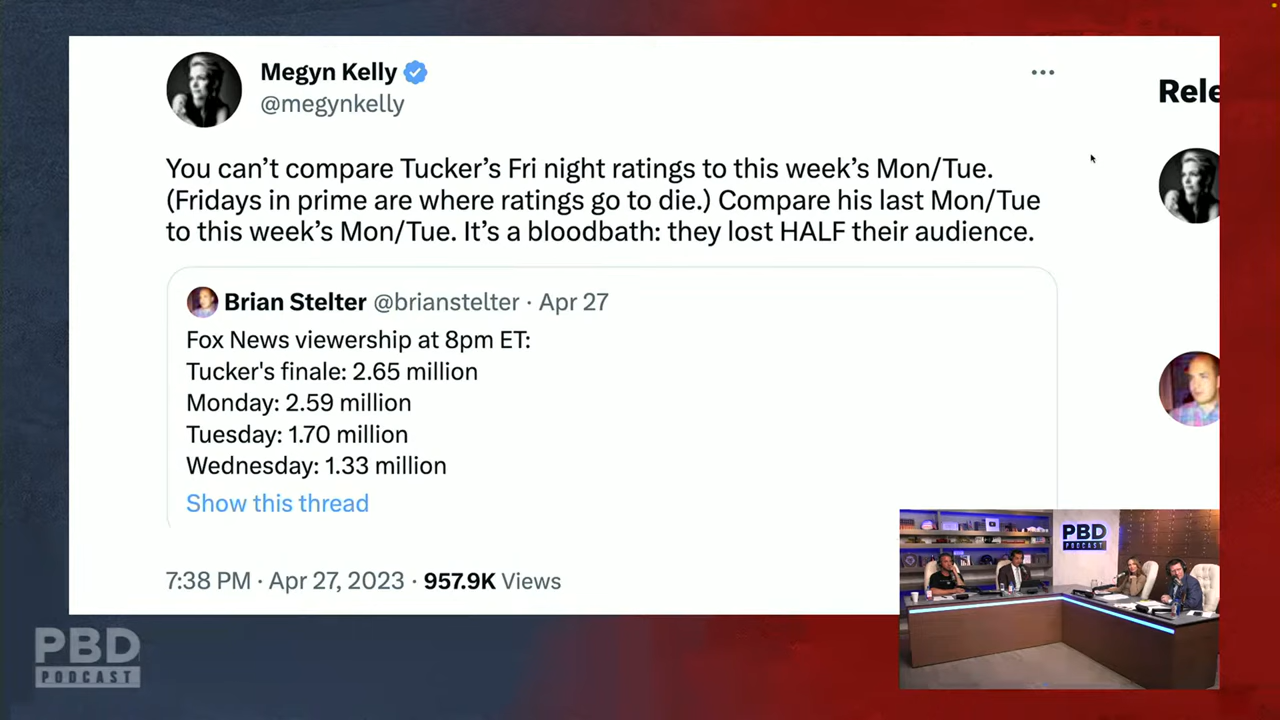 Megyn Kelly
@megynkelly
Rele
You can’t compare Tucker’s Fri night ratings to this week’s Mon/Tue.
(Fridays in prime are where ratings go to die.) Compare his last Mon/Tue
to this week’s Mon/Tue. It’s a bloodbath: they lost HALF their audience.
Brian Stelter @brianstelter · Apr 27
Fox News viewership at 8pm ET:
Tucker's finale: 2.65 million
Monday: 2.59 million
Tuesday: 1.70 million
Wednesday: 1.33 million
Show this thread
7:38 PM · Apr 27, 2023 · 957.9K Views
PBD
PODCAST
PBD
PODCAST